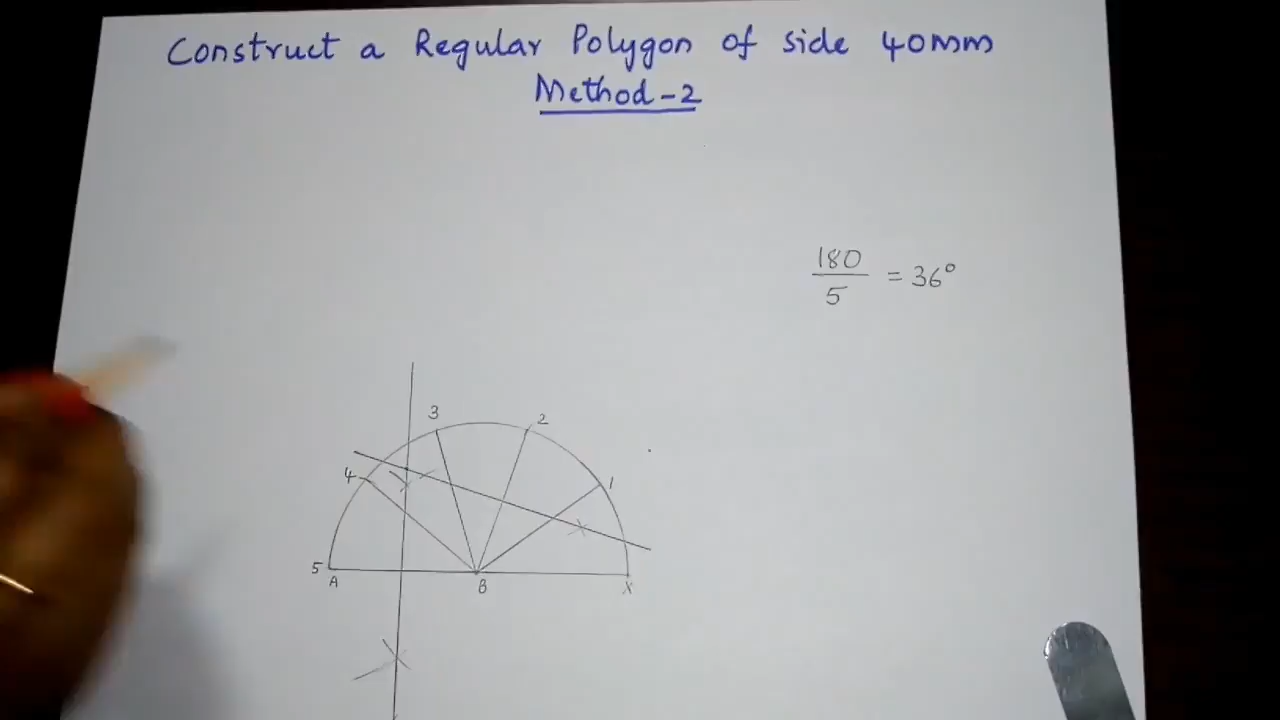 Construct a Regular Polygon of side 40mm
Method-2
180
5
= 36°
3
2
4
1
5
A
B
X